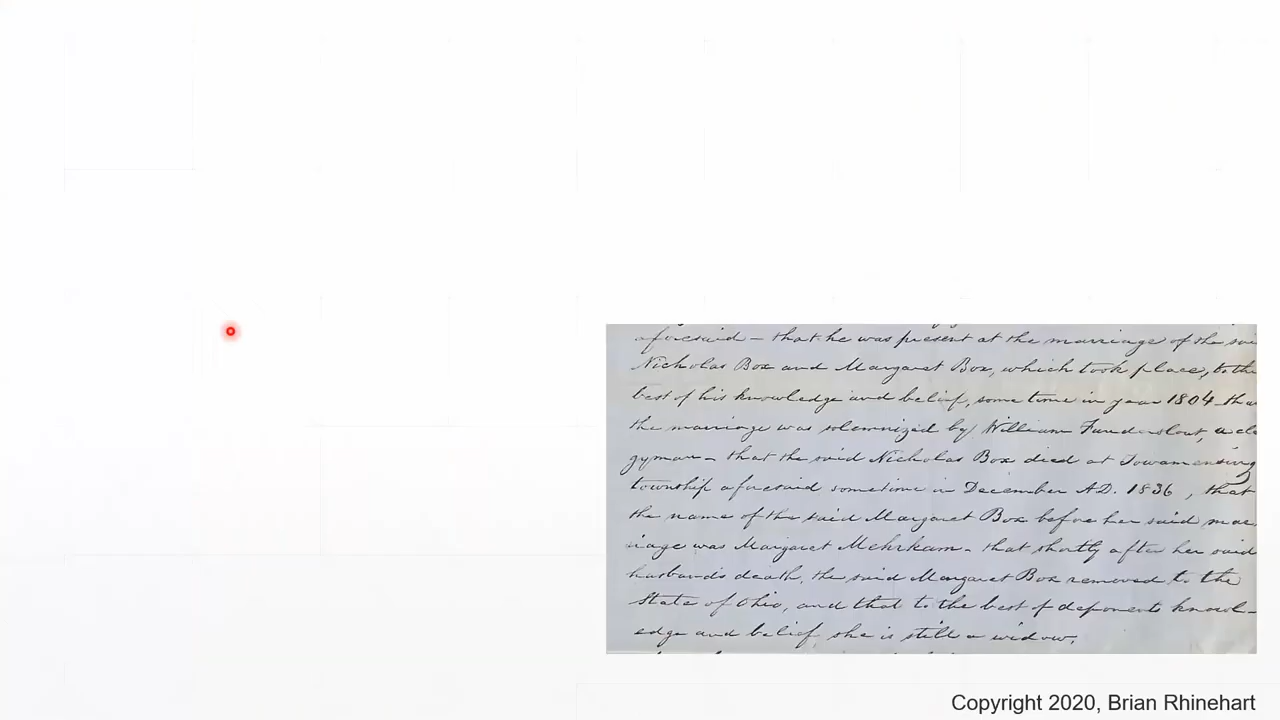 aforesaid - that he was present at the marriage of the sai
Nicholas Box and Margaret Box, which took place, to the
best of his knowledge and belief, some time in year 1804 - tha
the marriage was solemnized by William a cle
gyman - that the said Nicholas Box died at Towamensing
township aforesaid sometime in December A.D. 1836 , that
the name of the said Margaret Box before her said mar
riage was Margaret Mehrkam - that shortly after her said
husbands death, the said Margaret Box removed to the
State of Ohio, and that to the best of deponents knowl-
edge and belief she is still a widow,
Copyright 2020, Brian Rhinehart